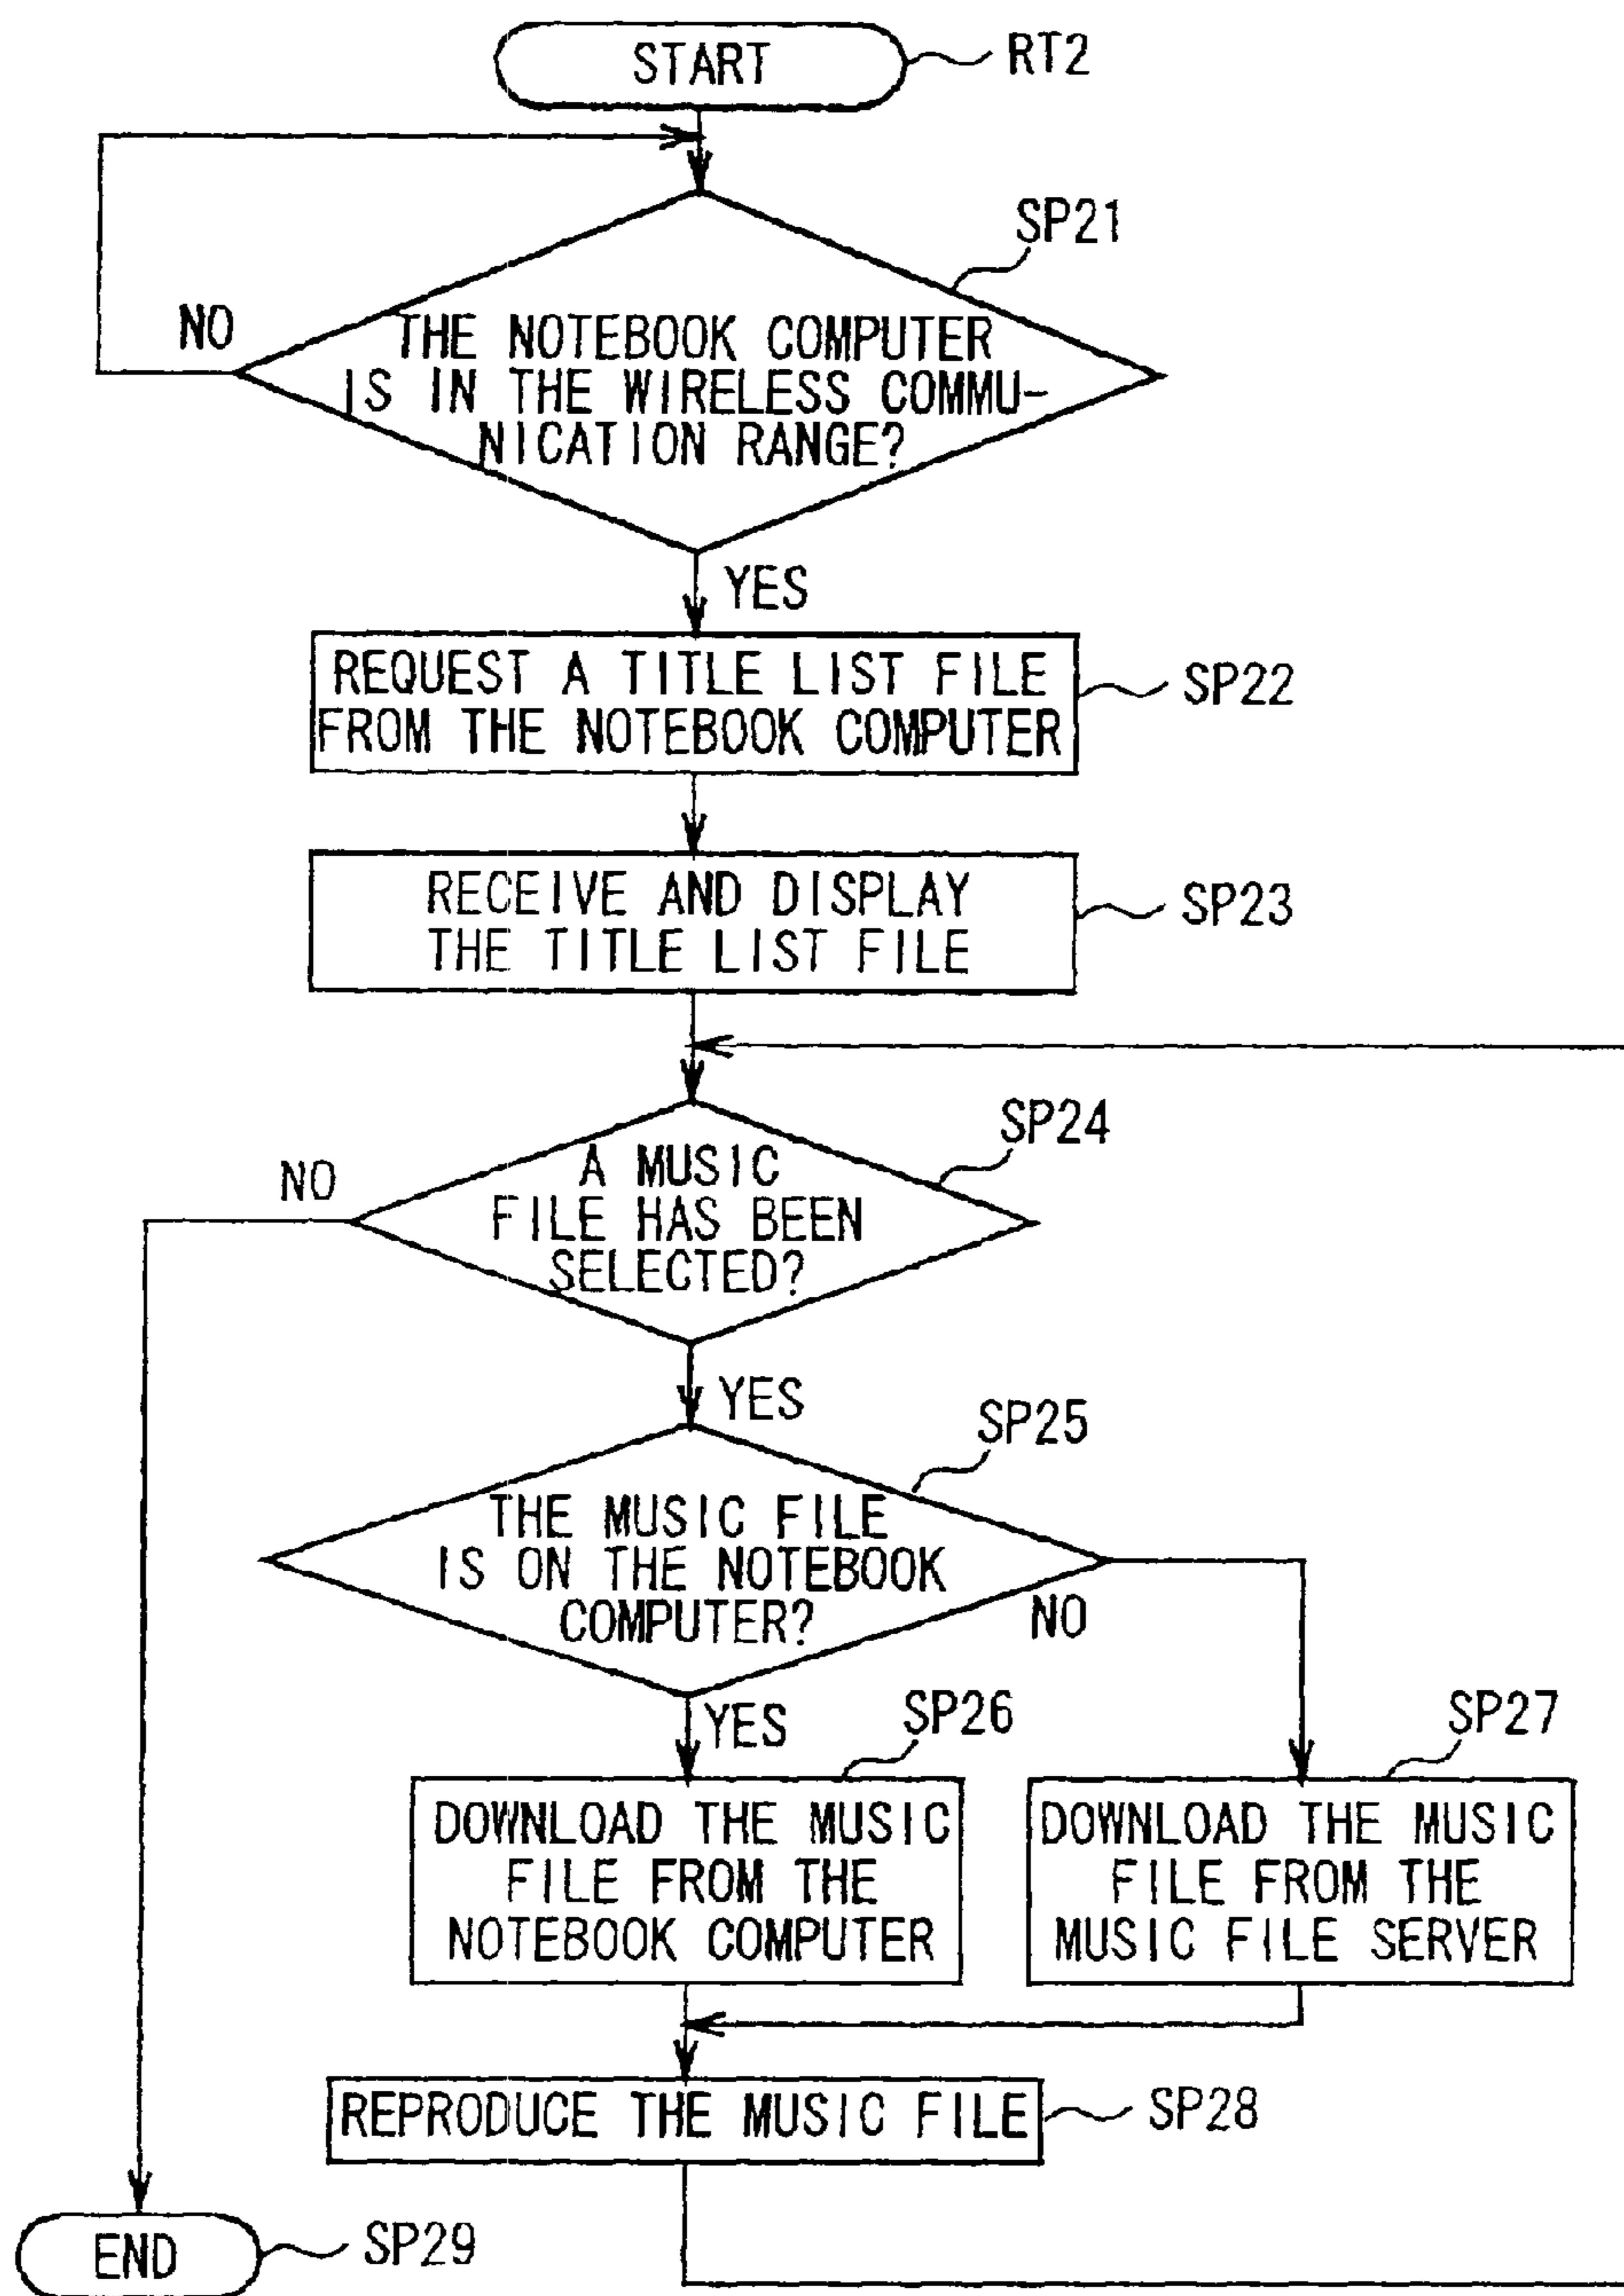 START
RT2
SP21
NO
THE NOTEBOOK COMPUTER
IS IN THE WIRELESS COMMU-
NICATION RANGE?
YES
REQUEST A TITLE LIST FILE
FROM THE NOTEBOOK COMPUTER
SP22
RECEIVE AND DISPLAY
THE TITLE LIST FILE
SP23
SP24
NO
A MUSIC
FILE HAS BEEN
SELECTED?
YES
SP25
THE MUSIC FILE
IS ON THE NOTEBOOK
COMPUTER?
NO
YES
SP26
SP27
DOWNLOAD THE MUSIC
FILE FROM THE
NOTEBOOK COMPUTER
DOWNLOAD THE MUSIC
FILE FROM THE
MUSIC FILE SERVER
REPRODUCE THE MUSIC FILE
SP28
END
SP29